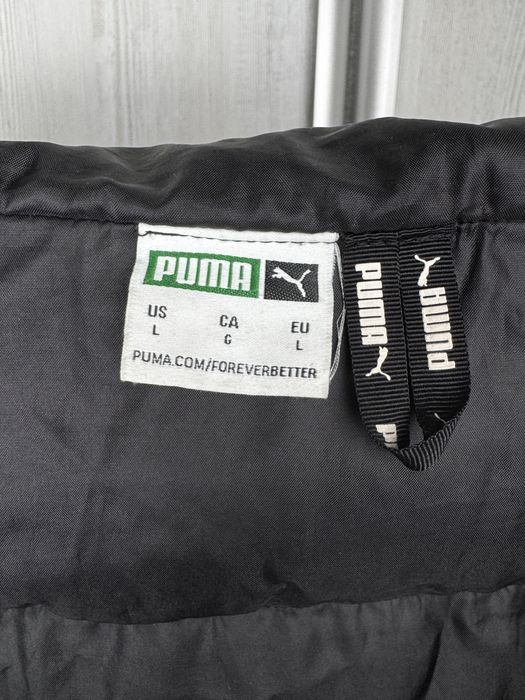 PUMA
US CA EU
L G L
PUMA.COM/FOREVERBETTER
PUMA
PUMA